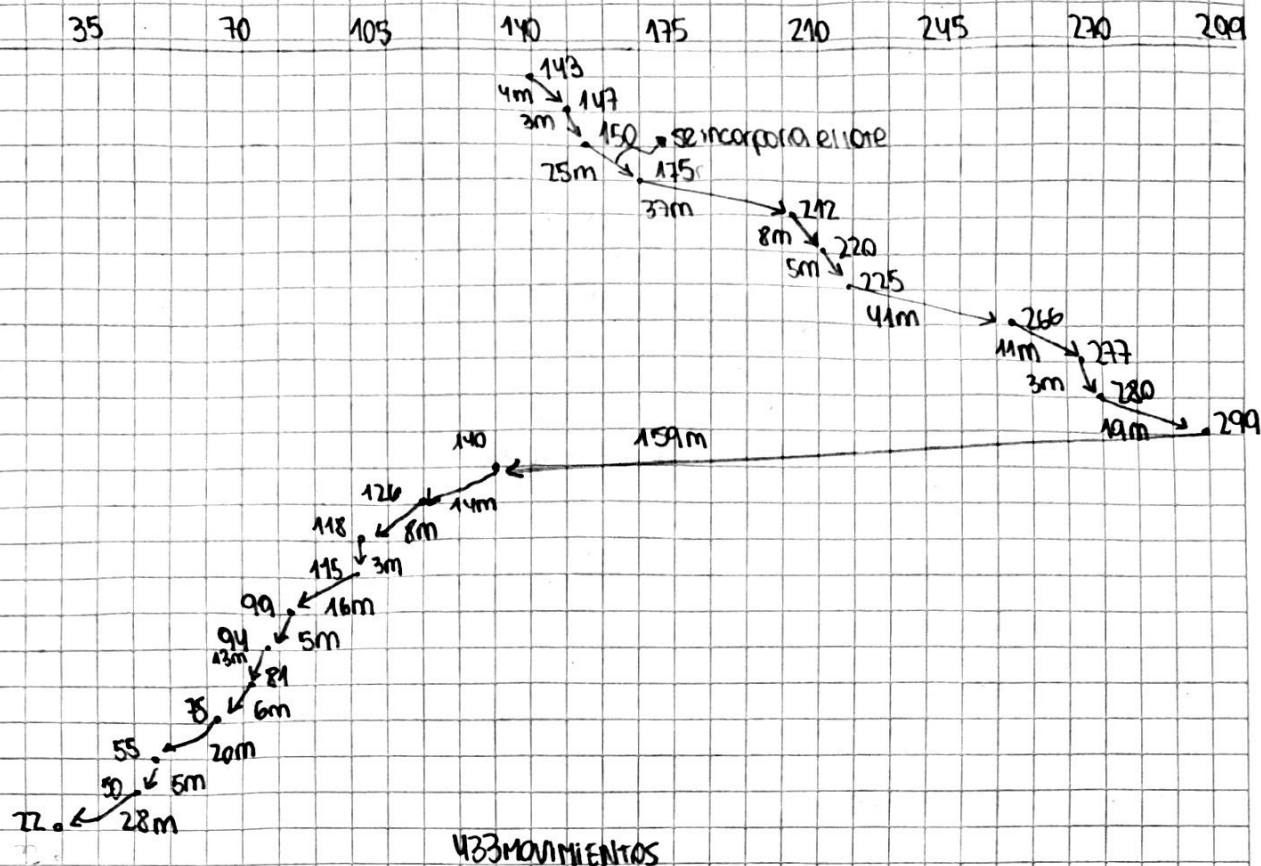 35 70 105 140 175 210 245 270 299
143
4m 147
3m 150 se incorpora el lote
25m 175
37m 212
8m 220
5m 225
41m 266
11m 277
3m 280
19m 299
140 159m
126 14m
118 8m
115 3m
99 16m
94 5m
13m 81
75 6m
55 20m
50 5m
22 28m
433 MOVIMIENTOS